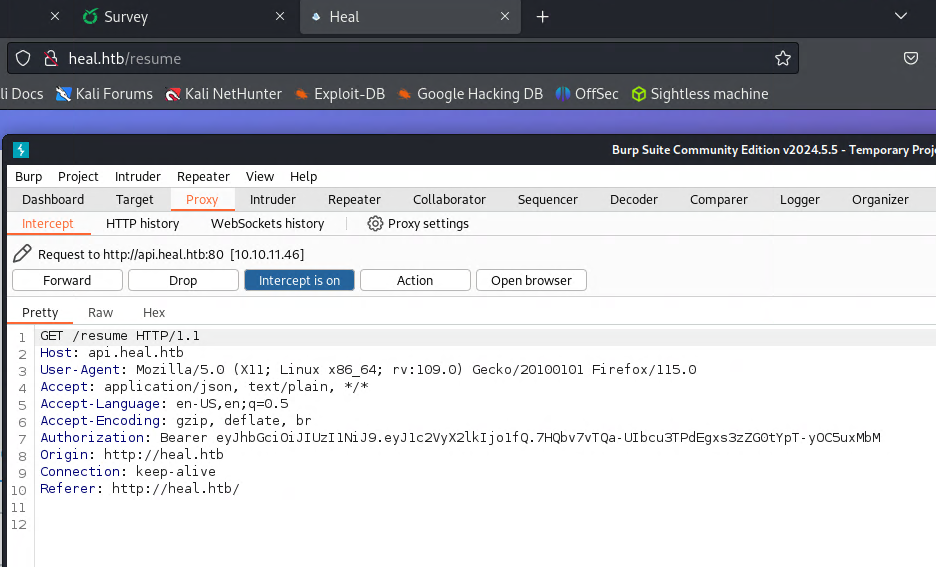 Survey Heal
heal.htb/resume
li Docs Kali Forums Kali NetHunter Exploit-DB Google Hacking DB OffSec Sightless machine
Burp Suite Community Edition v2024.5.5 - Temporary Proje
Burp Project Intruder Repeater View Help
Dashboard Target Proxy Intruder Repeater Collaborator Sequencer Decoder Comparer Logger Organizer
Intercept HTTP history WebSockets history Proxy settings
Request to http://api.heal.htb:80 [10.10.11.46]
Forward Drop Intercept is on Action Open browser
Pretty Raw Hex
1 GET /resume HTTP/1.1
2 Host: api.heal.htb
3 User-Agent: Mozilla/5.0 (X11; Linux x86_64; rv:109.0) Gecko/20100101 Firefox/115.0
4 Accept: application/json, text/plain, */*
5 Accept-Language: en-US,en;q=0.5
6 Accept-Encoding: gzip, deflate, br
7 Authorization: Bearer eyJhbGciOiJIUzI1NiJ9.eyJ1c2VyX2lkIjo1fQ.7HQbv7vTQa-UIbcu3TPdEgxs3zZG0tYpT-yOC5uxMbM
8 Origin: http://heal.htb
9 Connection: keep-alive
10 Referer: http://heal.htb/
11
12